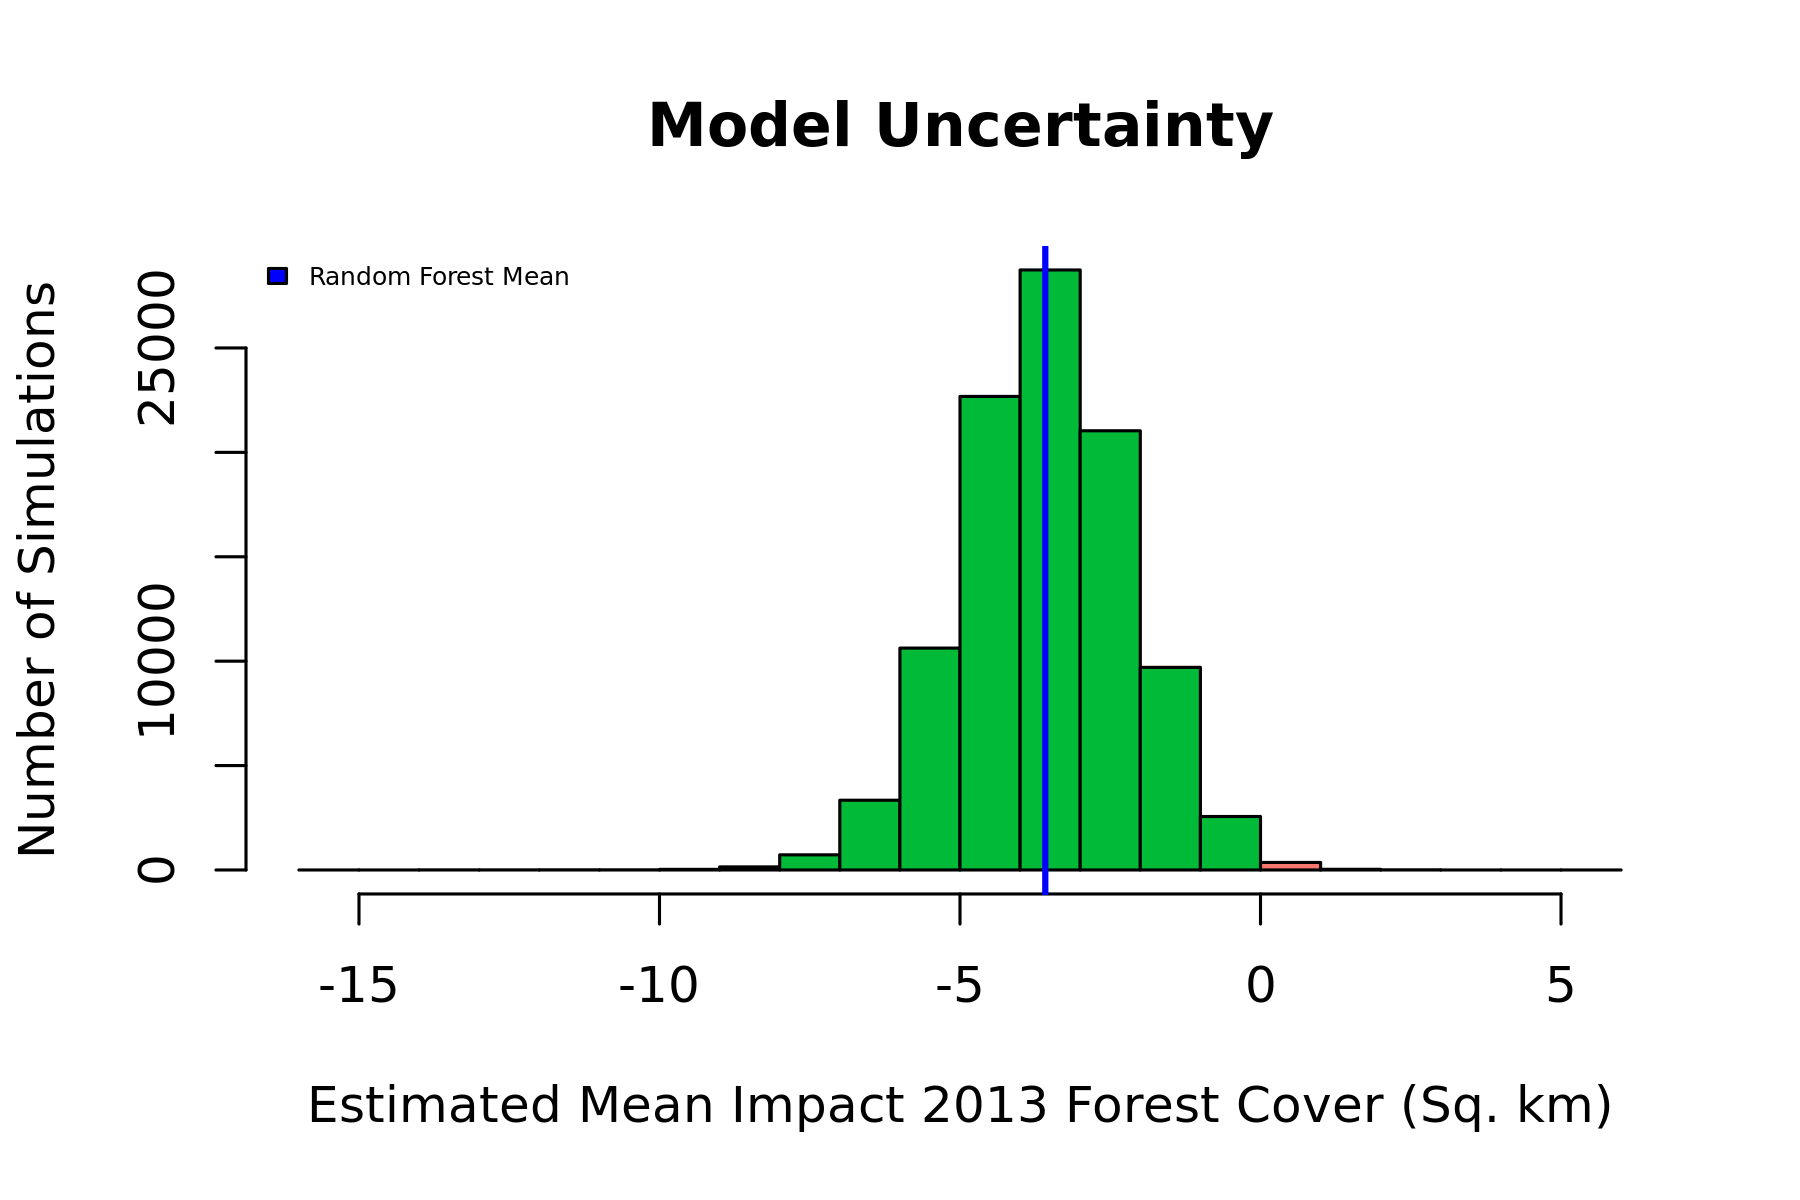 Model Uncertainty
Random Forest Mean
Number of Simulations
25000
10000
0
-15 -10 -5 0 5
Estimated Mean Impact 2013 Forest Cover (Sq. km)